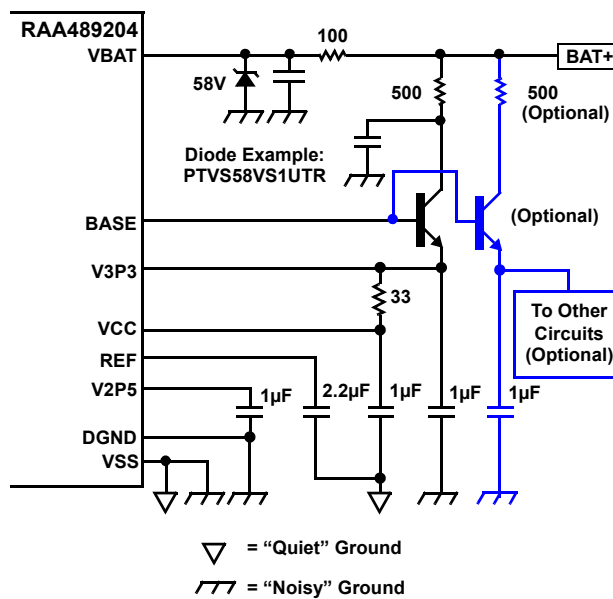 RAA489204
VBAT
100
BAT+
58V
500
500
(Optional)
Diode Example:
PTVS58VS1UTR
BASE
(Optional)
V3P3
33
VCC
To Other
Circuits
(Optional)
REF
V2P5
1µF
2.2µF
1µF
1µF
1µF
DGND
VSS
= “Quiet” Ground
= “Noisy” Ground